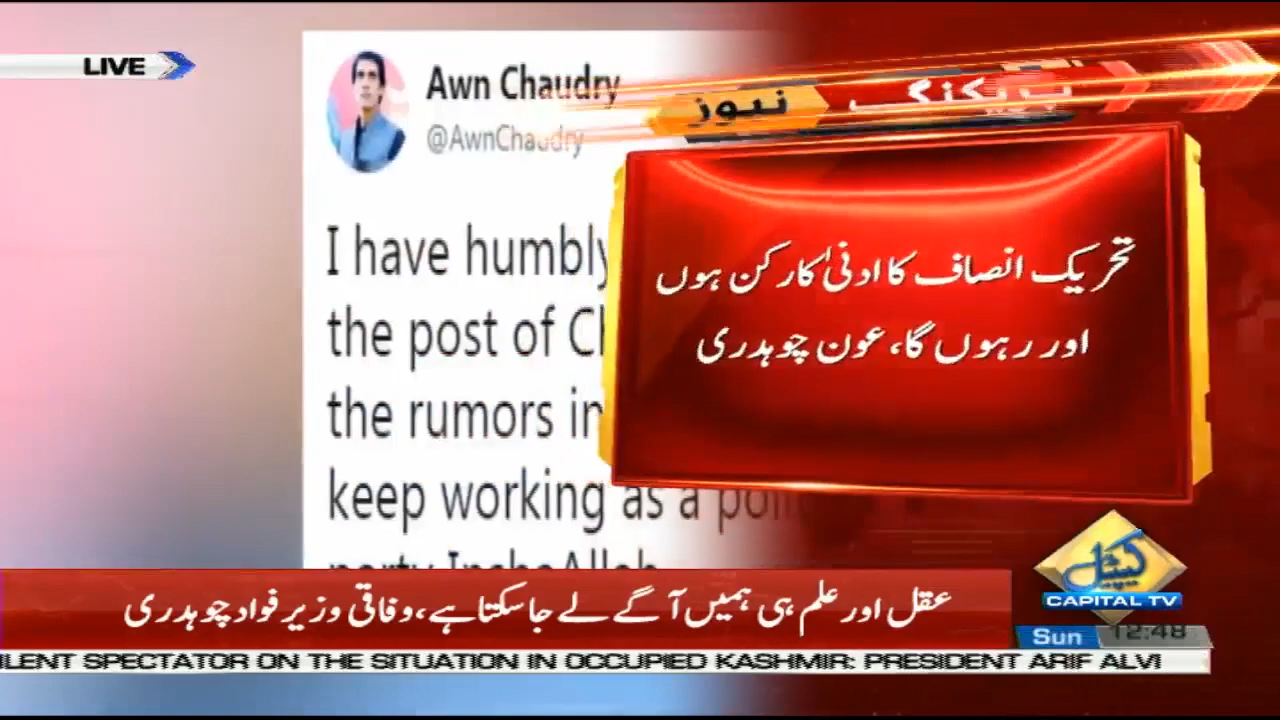 LIVE
Awn Chaudry
@AwnChaudry
I have humbly
the post of
the rumors in
keep working as a
بریکنگ نیوز
تحریک انصاف کا ادنیٰ کارکن ہوں
اور رہوں گا، عون چوہدری
کیپیٹل
CAPITAL TV
عقل اور علم ہی ہمیں آگے لے جا سکتا ہے، وفاقی وزیر فواد چوہدری
Sun 12:48
SPECTATOR ON THE SITUATION IN OCCUPIED KASHMIR: PRESIDENT ARIF ALVI